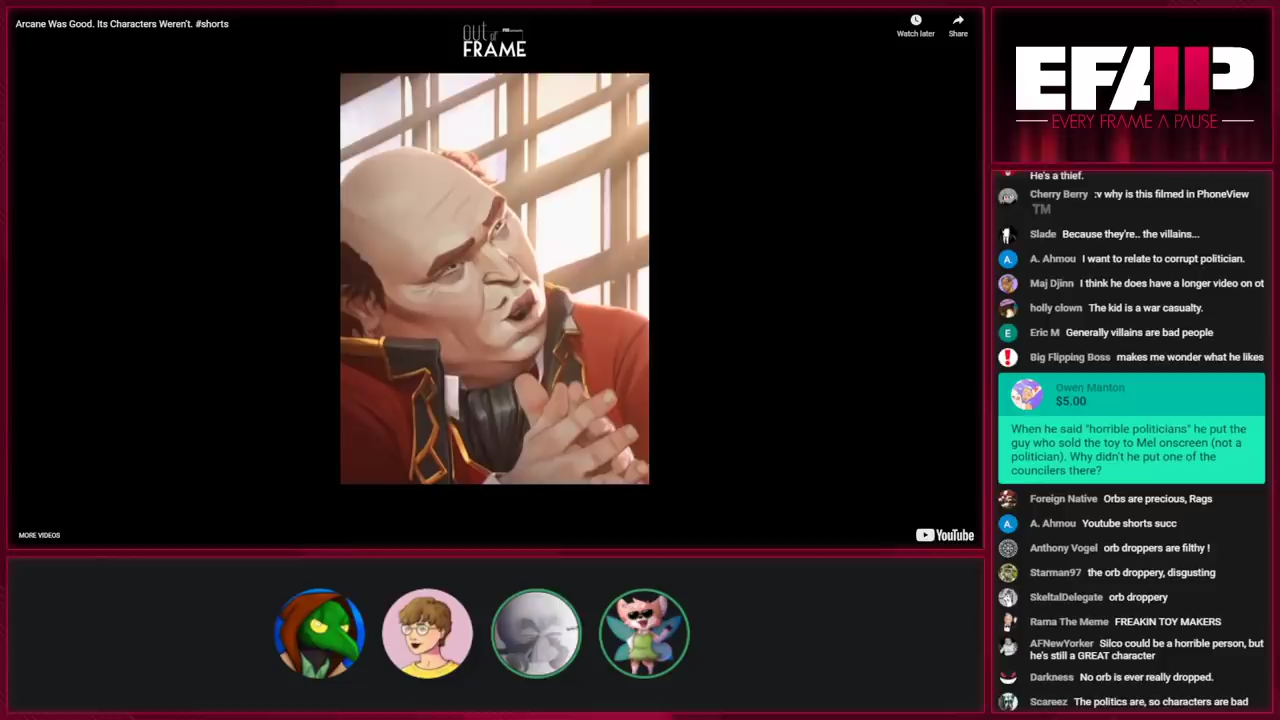 Arcane Was Good. Its Characters Weren't. #shorts
OUT OF
FRAME
Watch later
Share
MORE VIDEOS
YouTube
EFAP
EVERY FRAME A PAUSE
He's a thief.
Cherry Berry :v why is this filmed in PhoneView
TM
Slade Because they're.. the villains...
A. Ahmou I want to relate to corrupt politician.
Maj Djinn I think he does have a longer video on ot
holly clown The kid is a war casualty.
Eric M Generally villains are bad people
Big Flipping Boss makes me wonder what he likes
Owen Manton
$5.00
When he said "horrible politicians" he put the
guy who sold the toy to Mel onscreen (not a
politician). Why didn't he put one of the
councilers there?
Foreign Native Orbs are precious, Rags
A. Ahmou Youtube shorts succ
Anthony Vogel orb droppers are filthy !
Starman97 the orb droppery, disgusting
SkeltalDelegate orb droppery
Rama The Meme FREAKIN TOY MAKERS
AFNewYorker Silco could be a horrible person, but
he's still a GREAT character
Darkness No orb is ever really dropped.
Scareez The politics are, so characters are bad